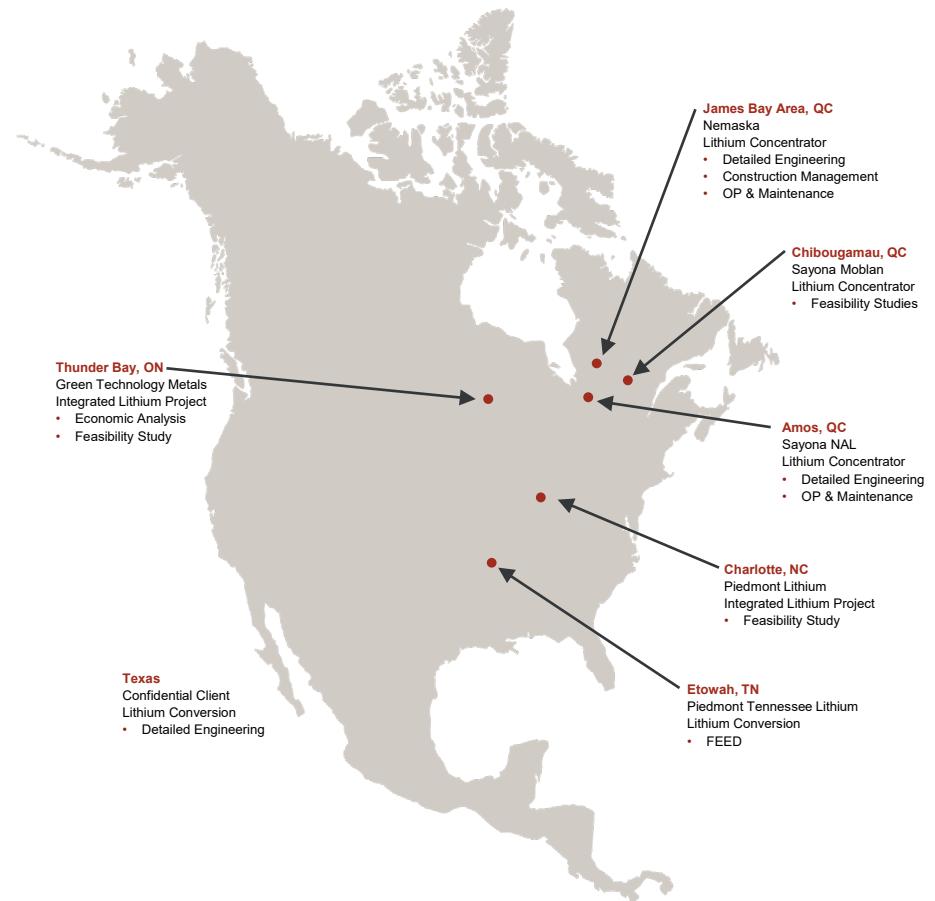 James Bay Area, QC
Nemaska
Lithium Concentrator
• Detailed Engineering
• Construction Management
• OP & Maintenance
Chibougamau, QC
Sayona Moblan
Lithium Concentrator
• Feasibility Studies
Thunder Bay, ON
Green Technology Metals
Integrated Lithium Project
• Economic Analysis
• Feasibility Study
Amos, QC
Sayona NAL
Lithium Concentrator
• Detailed Engineering
• OP & Maintenance
Charlotte, NC
Piedmont Lithium
Integrated Lithium Project
• Feasibility Study
Texas
Confidential Client
Lithium Conversion
• Detailed Engineering
Etowah, TN
Piedmont Tennessee Lithium
Lithium Conversion
• FEED